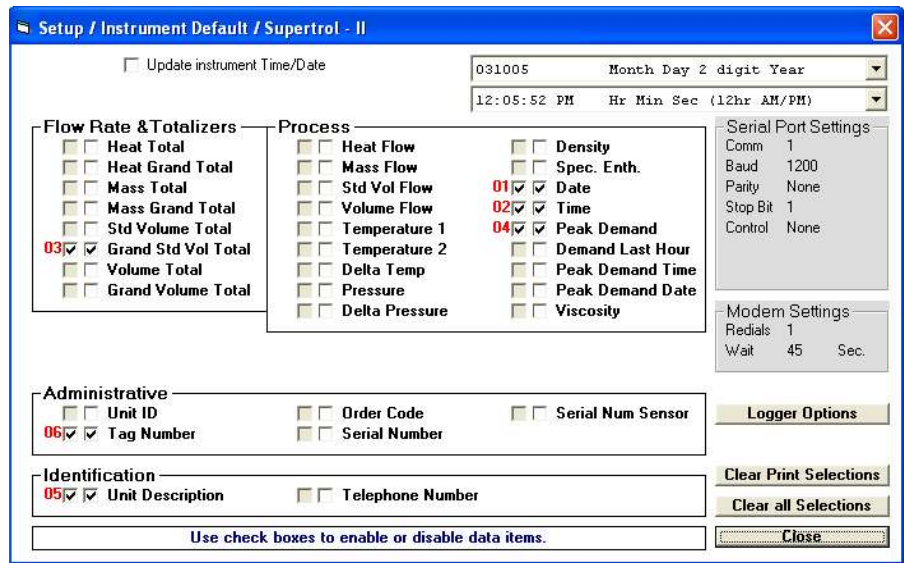 Setup / Instrument Default / Supertrol - II
Update instrument Time/Date
031005 Month Day 2 digit Year
12:05:52 PM Hr Min Sec (12hr AM/PM)
Flow Rate &Totalizers
Heat Total
Heat Grand Total
Mass Total
Mass Grand Total
Std Volume Total
03 Grand Std Vol Total
Volume Total
Grand Volume Total
Process
Heat Flow
Mass Flow
Std Vol Flow
Volume Flow
Temperature 1
Temperature 2
Delta Temp
Pressure
Delta Pressure
Density
Spec. Enth.
01 Date
02 Time
04 Peak Demand
Demand Last Hour
Peak Demand Time
Peak Demand Date
Viscosity
Serial Port Settings
Comm 1
Baud 1200
Parity None
Stop Bit 1
Control None
Modem Settings
Redials 1
Wait 45 Sec.
Administrative
Unit ID
06 Tag Number
Order Code
Serial Number
Serial Num Sensor
Logger Options
Identification
05 Unit Description
Telephone Number
Clear Print Selections
Clear all Selections
Use check boxes to enable or disable data items.
Close